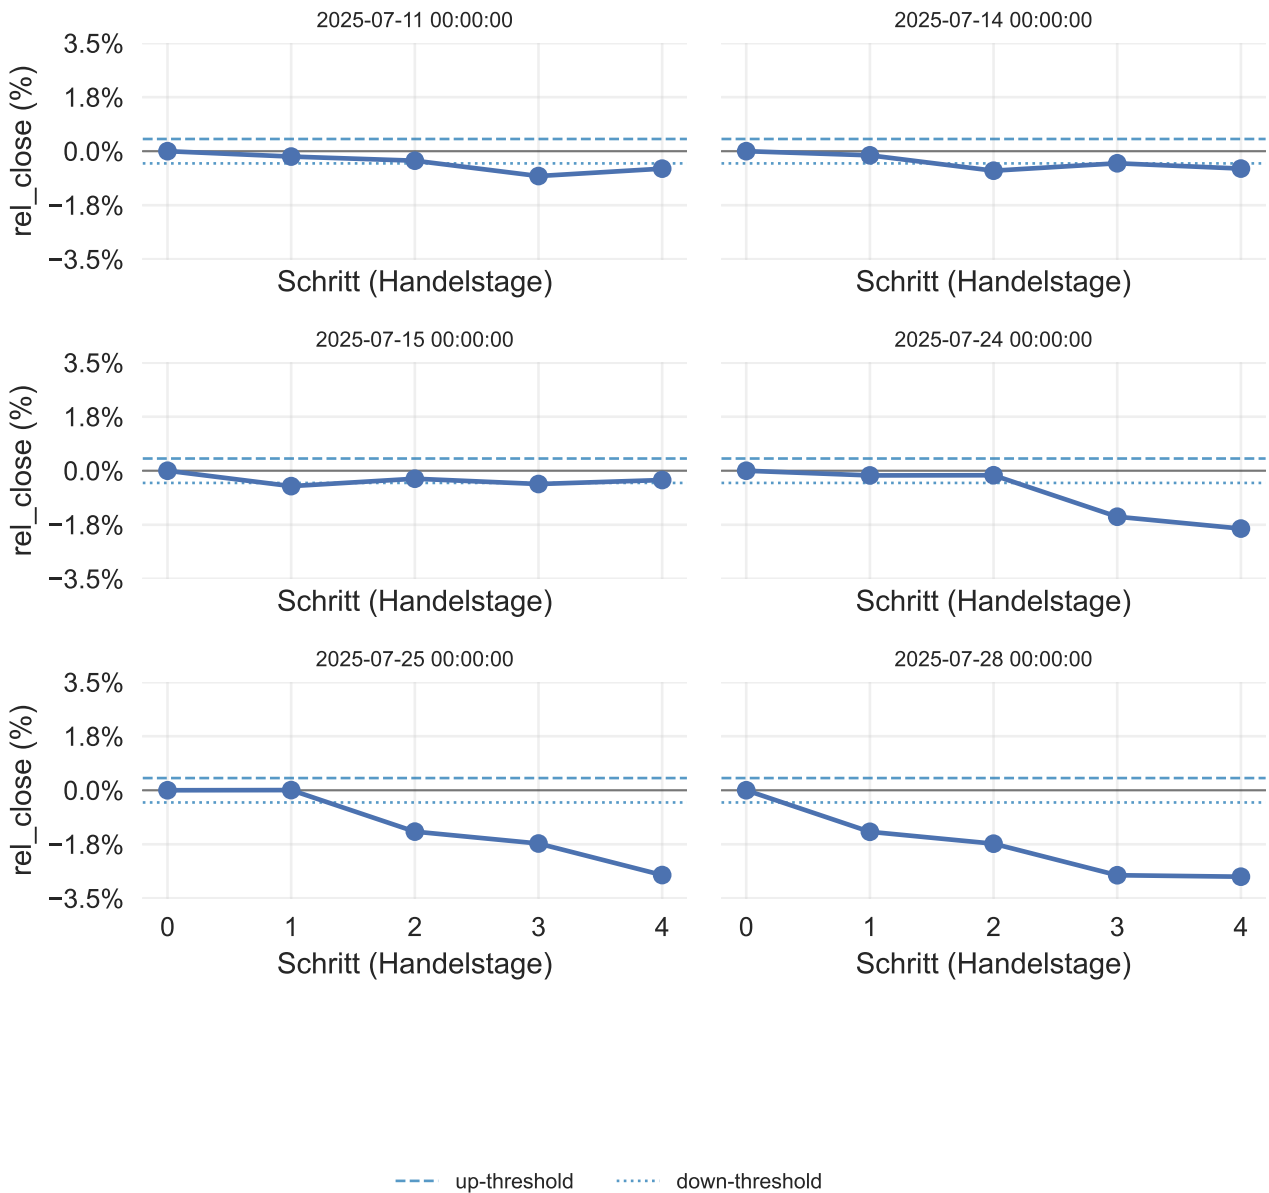 2025-07-11 00:00:00
2025-07-14 00:00:00
rel_close (%)
3.5%
1.8%
0.0%
−1.8%
−3.5%
Schritt (Handelstage)
Schritt (Handelstage)
2025-07-15 00:00:00
2025-07-24 00:00:00
rel_close (%)
3.5%
1.8%
0.0%
−1.8%
−3.5%
Schritt (Handelstage)
Schritt (Handelstage)
2025-07-25 00:00:00
2025-07-28 00:00:00
rel_close (%)
3.5%
1.8%
0.0%
−1.8%
−3.5%
0 1 2 3 4
0 1 2 3 4
Schritt (Handelstage)
Schritt (Handelstage)
up-threshold
down-threshold